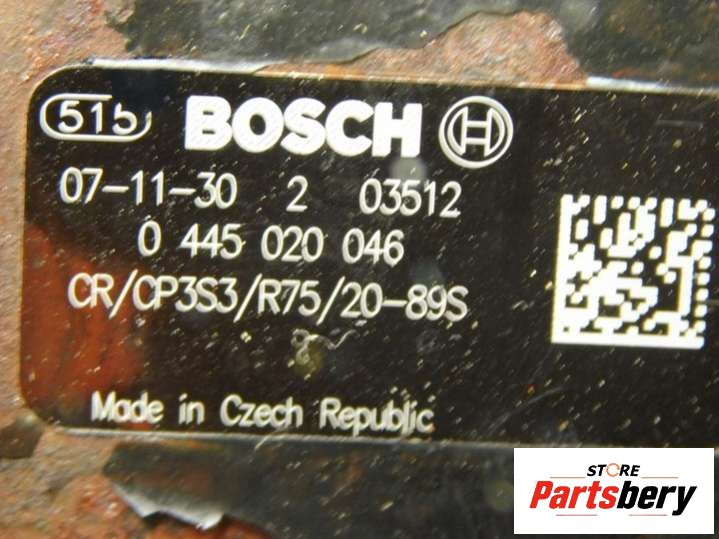 515 BOSCH
07-11-30 2 03512
0 445 020 046
CR/CP3S3/R75/20-89S
Made in Czech Republic
STORE
Partsbery